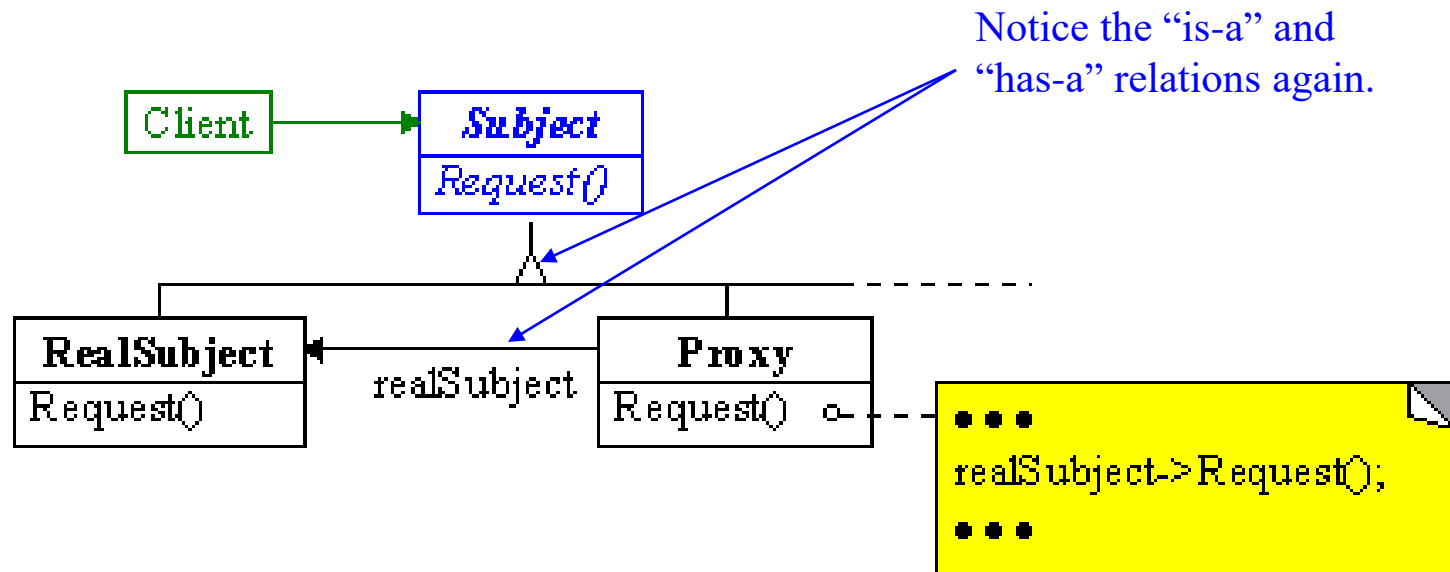 Notice the “is-a” and
“has-a” relations again.
Client
Subject
Request()
RealSubject
Request()
realSubject
Proxy
Request()
●●●
realSubject->Request();
●●●